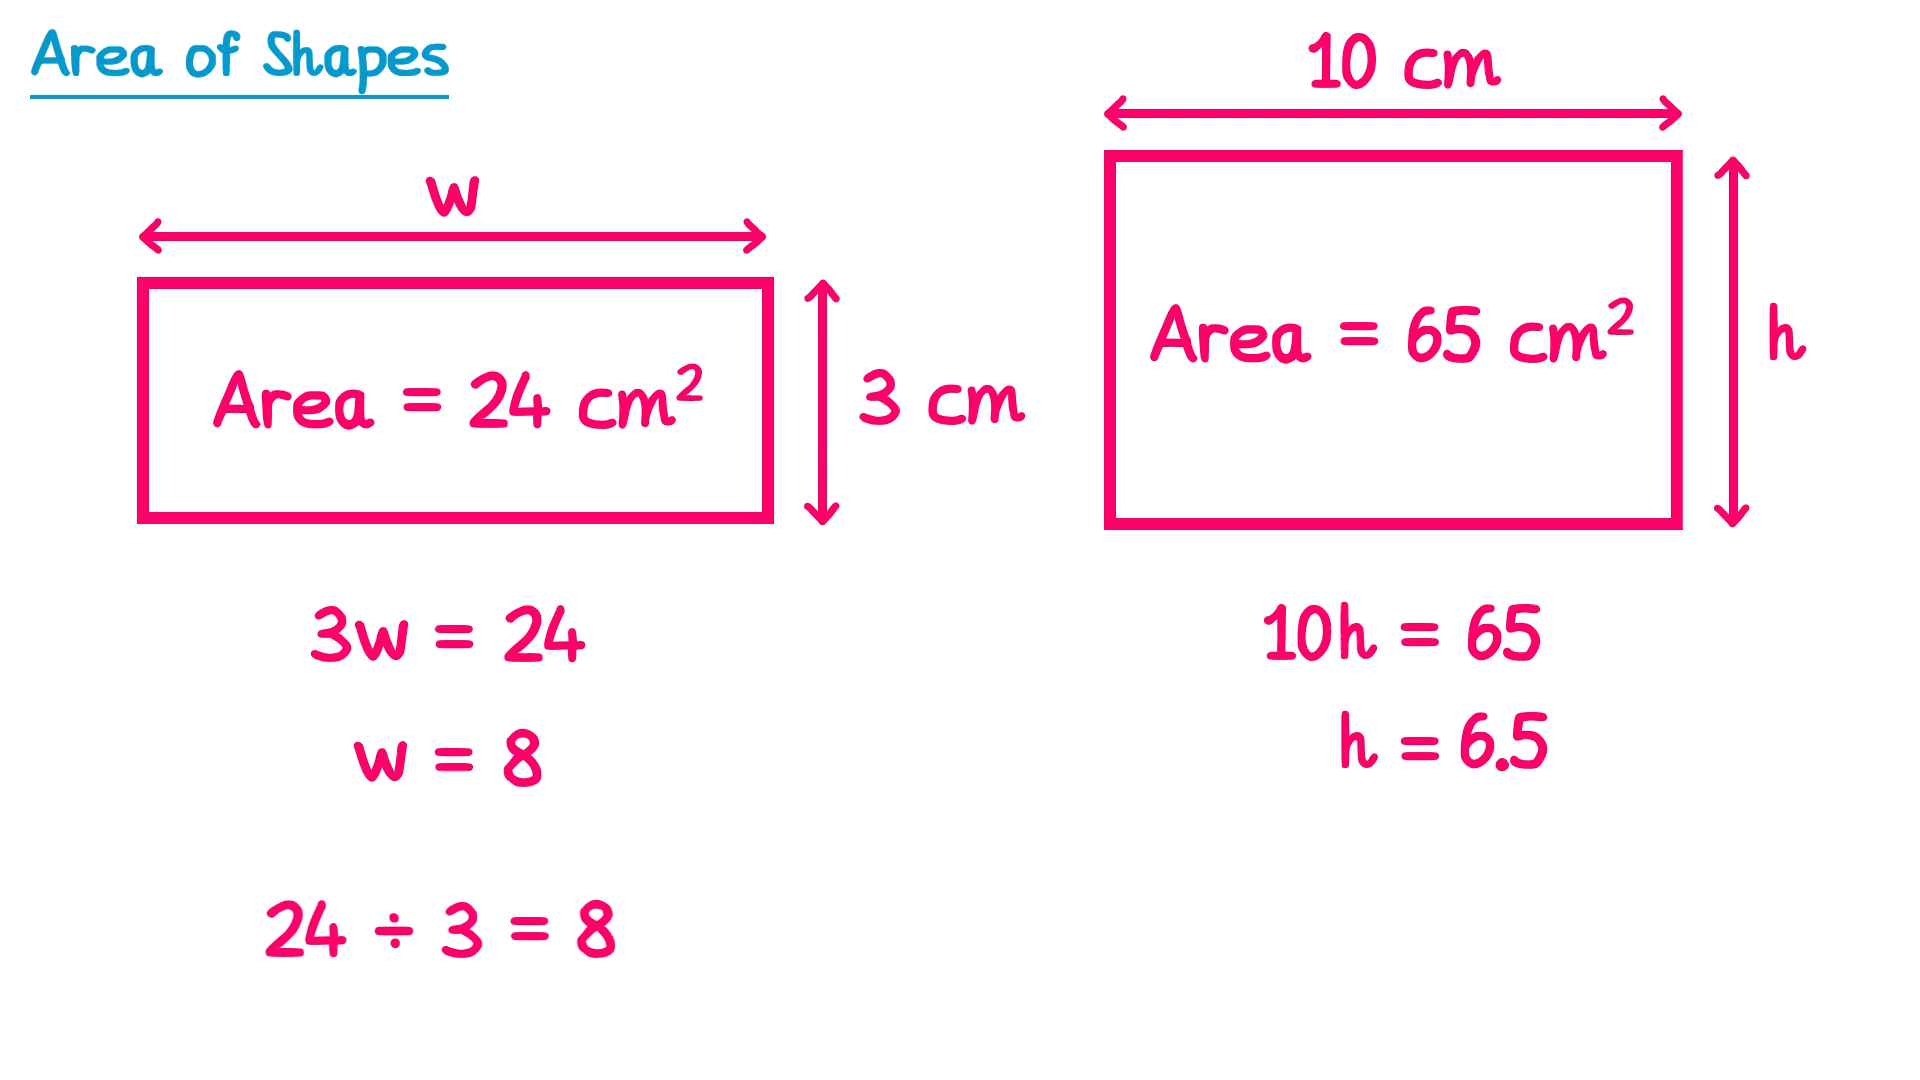 Area of Shapes
w
Area = 24 cm²
3 cm
3w = 24
w = 8
24 ÷ 3 = 8
10 cm
Area = 65 cm²
h
10h = 65
h = 6.5